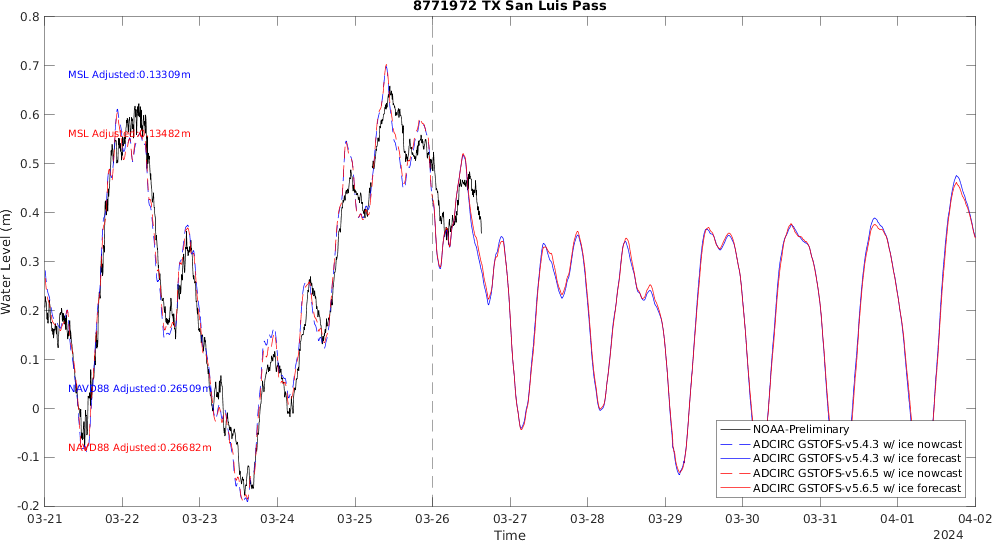 8771972 TX San Luis Pass
0.8
0.7
0.6
0.5
0.4
0.3
0.2
0.1
0
-0.1
-0.2
Water Level (m)
MSL Adjusted:0.13309m
MSL Adjusted:0.13482m
NAVD88 Adjusted:0.26509m
NAVD88 Adjusted:0.26682m
NOAA-Preliminary
ADCIRC GSTOFS-v5.4.3 w/ ice nowcast
ADCIRC GSTOFS-v5.4.3 w/ ice forecast
ADCIRC GSTOFS-v5.6.5 w/ ice nowcast
ADCIRC GSTOFS-v5.6.5 w/ ice forecast
03-21 03-22 03-23 03-24 03-25 03-26 03-27 03-28 03-29 03-30 03-31 04-01 04-02
Time
2024